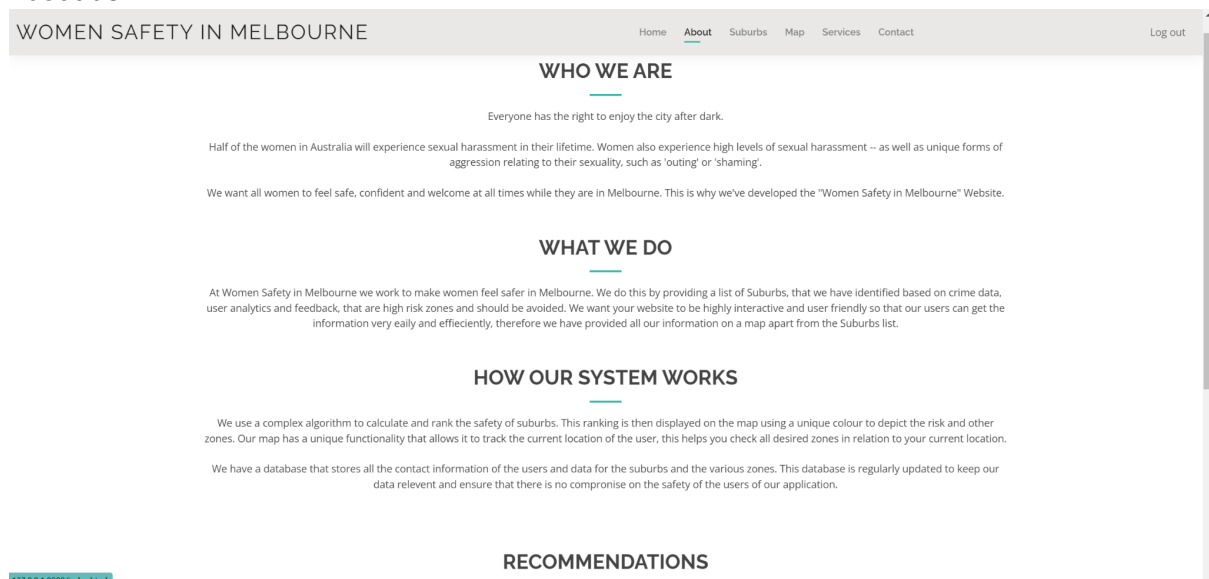 WOMEN SAFETY IN MELBOURNE
Home About Suburbs Map Services Contact
Log out
WHO WE ARE
Everyone has the right to enjoy the city after dark.
Half of the women in Australia will experience sexual harassment in their lifetime. Women also experience high levels of sexual harassment -- as well as unique forms of
aggression relating to their sexuality, such as 'outing' or 'shaming'.
We want all women to feel safe, confident and welcome at all times while they are in Melbourne. This is why we've developed the "Women Safety in Melbourne" Website.
WHAT WE DO
At Women Safety in Melbourne we work to make women feel safer in Melbourne. We do this by providing a list of Suburbs, that we have identified based on crime data,
user analytics and feedback, that are high risk zones and should be avoided. We want your website to be highly interactive and user friendly so that our users can get the
information very eaily and effieciently, therefore we have provided all our information on a map apart from the Suburbs list.
HOW OUR SYSTEM WORKS
We use a complex algorithm to calculate and rank the safety of suburbs. This ranking is then displayed on the map using a unique colour to depict the risk and other
zones. Our map has a unique functionality that allows it to track the current location of the user, this helps you check all desired zones in relation to your current location.
We have a database that stores all the contact information of the users and data for the suburbs and the various zones. This database is regularly updated to keep our
data relevent and ensure that there is no compromise on the safety of the users of our application.
RECOMMENDATIONS